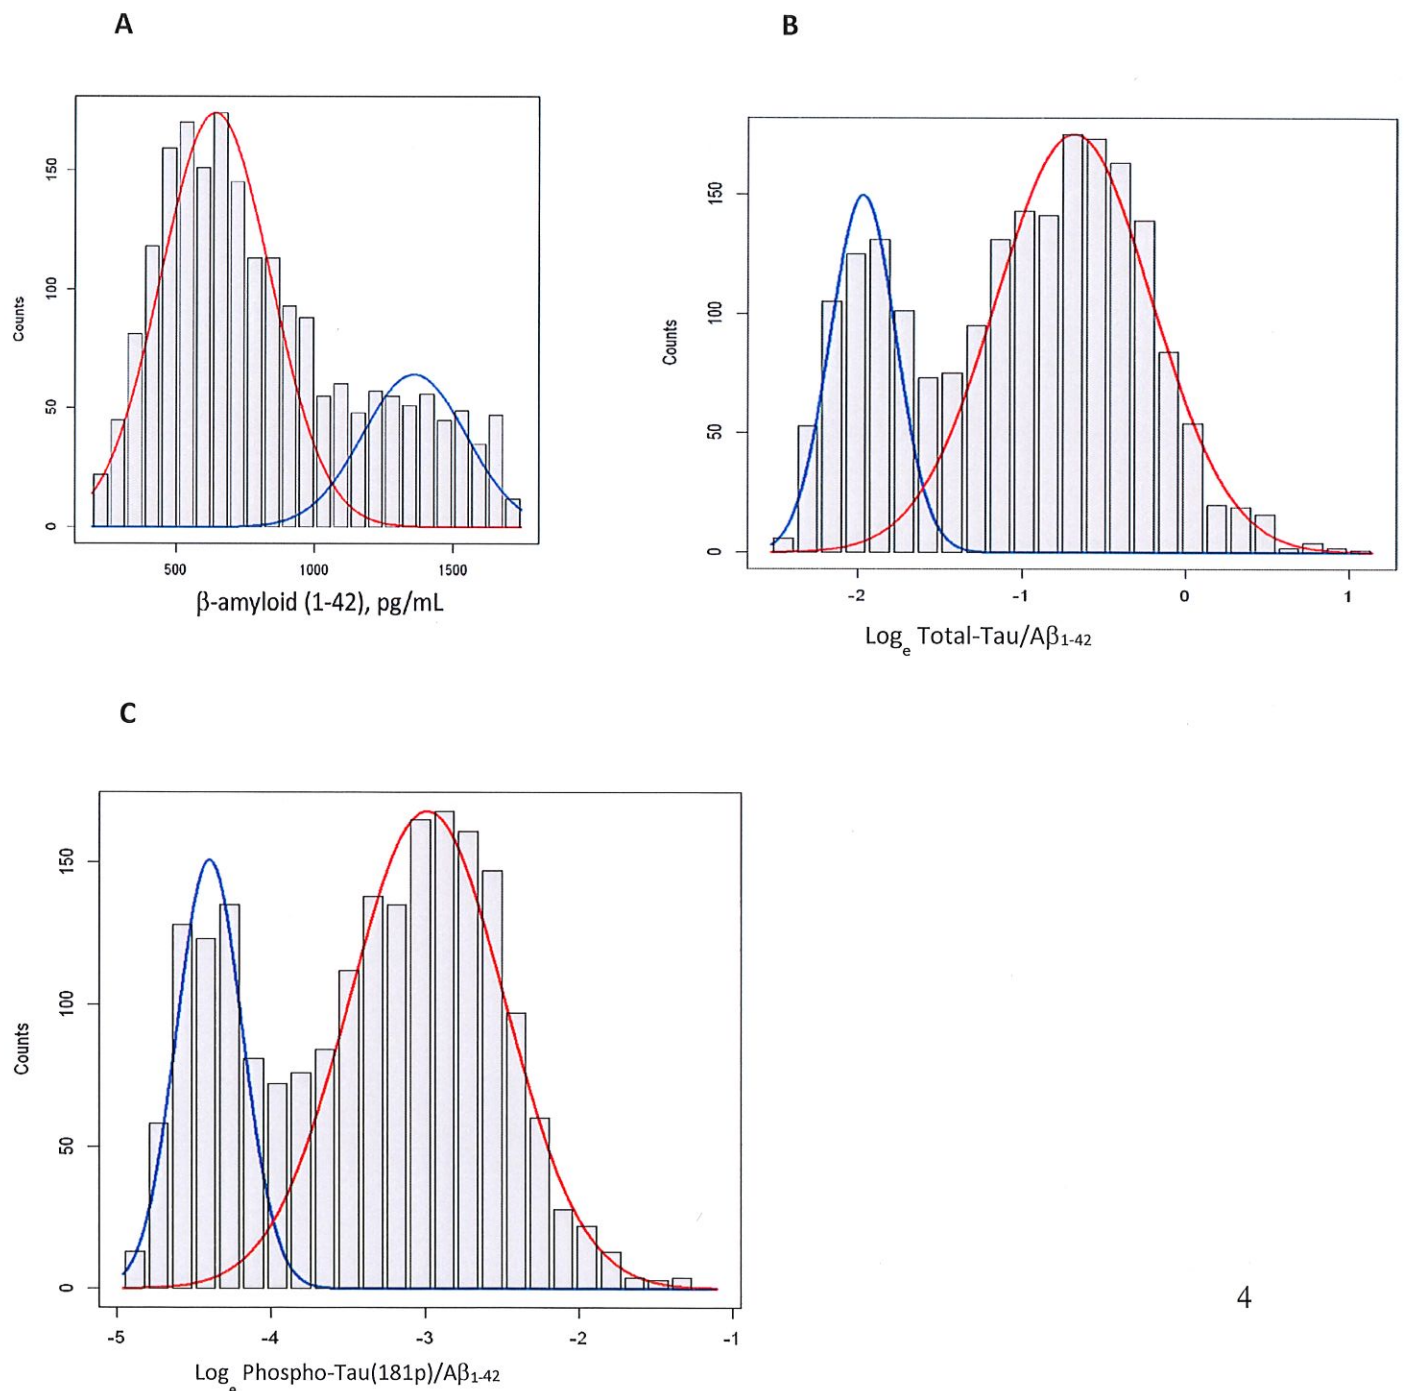 A
Counts
150
100
50
0
500 1000 1500
β-amyloid (1-42), pg/mL
B
Counts
150
100
50
0
-2 -1 0 1
Logₑ Total-Tau/Aβ₁₋₄₂
C
Counts
150
100
50
0
-5 -4 -3 -2 -1
Logₑ Phospho-Tau(181p)/Aβ₁₋₄₂
4